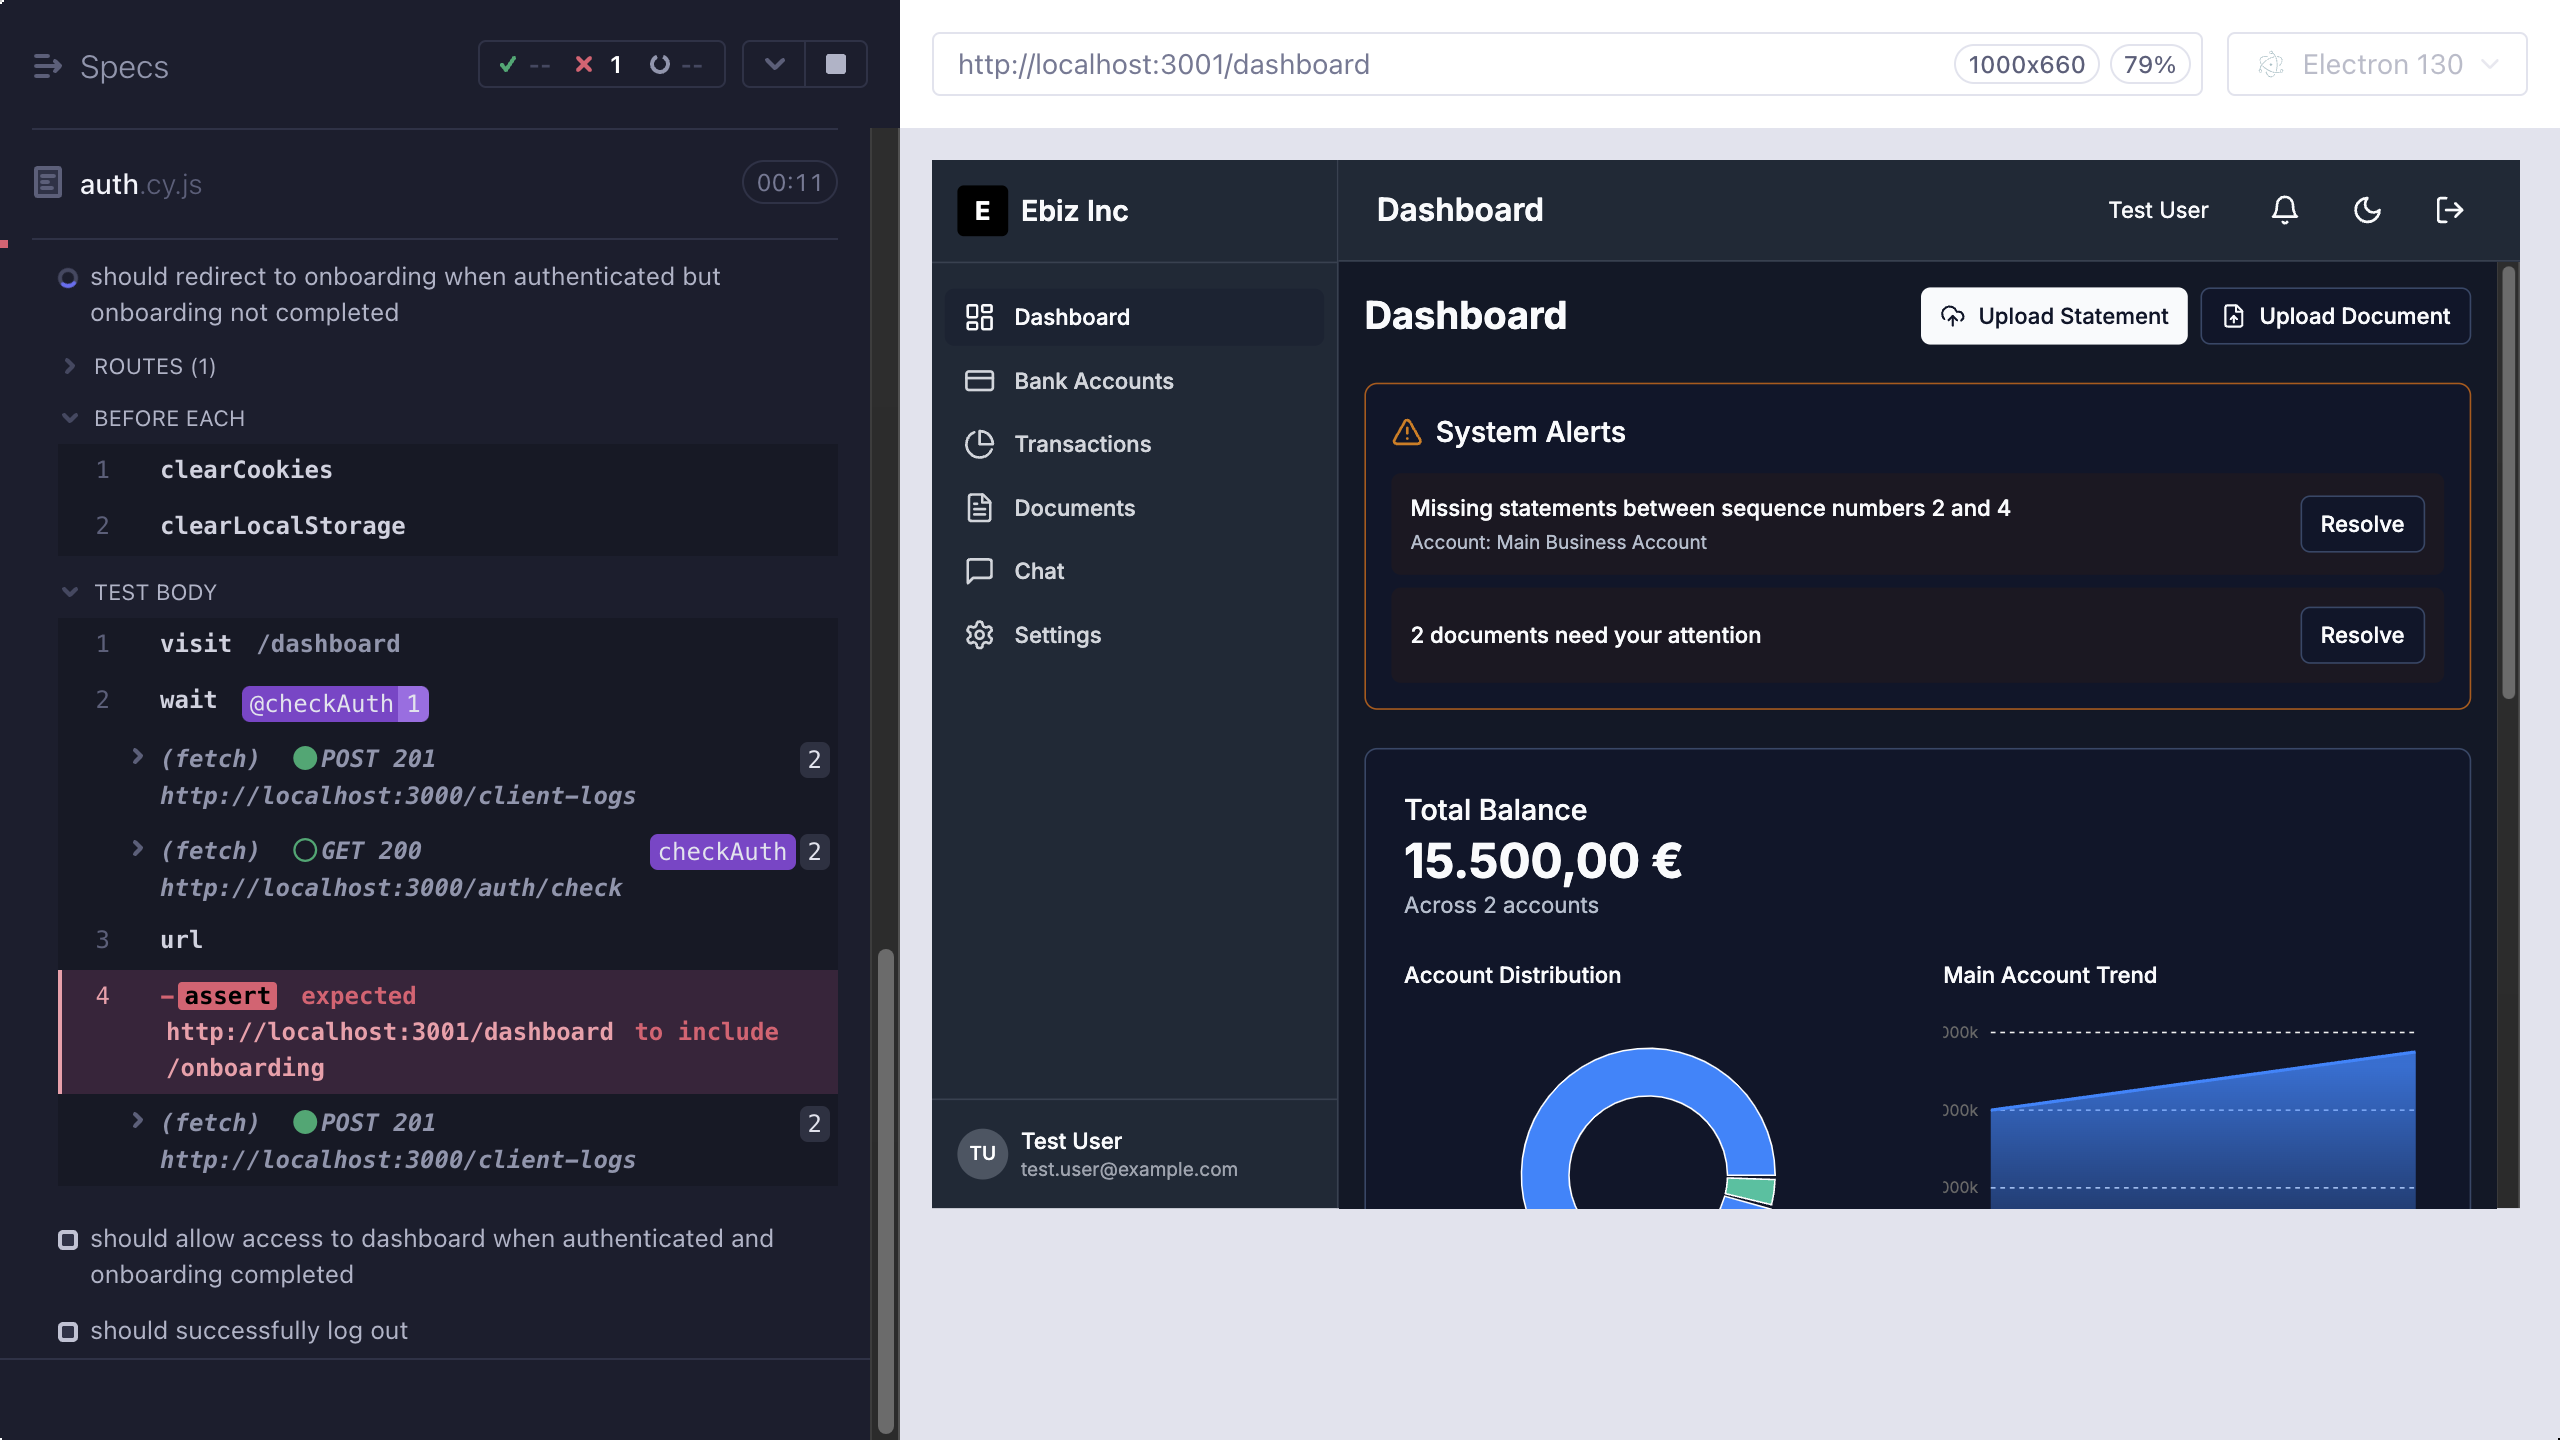 Specs
-- 1 --
auth.cy.js
00:11
should redirect to onboarding when authenticated but
onboarding not completed
ROUTES (1)
BEFORE EACH
1 clearCookies
2 clearLocalStorage
TEST BODY
1 visit /dashboard
2 wait @checkAuth 1
(fetch) POST 201 2
http://localhost:3000/client-logs
(fetch) GET 200 checkAuth 2
http://localhost:3000/auth/check
3 url
4 -assert expected
http://localhost:3001/dashboard to include
/onboarding
(fetch) POST 201 2
http://localhost:3000/client-logs
should allow access to dashboard when authenticated and
onboarding completed
should successfully log out
http://localhost:3001/dashboard
1000x660
79%
Electron 130
E Ebiz Inc
Dashboard
Bank Accounts
Transactions
Documents
Chat
Settings
TU
Test User
test.user@example.com
Dashboard
Test User
Dashboard
Upload Statement
Upload Document
System Alerts
Missing statements between sequence numbers 2 and 4
Account: Main Business Account
Resolve
2 documents need your attention
Resolve
Total Balance
15.500,00 €
Across 2 accounts
Account Distribution
Main Account Trend
000k
000k
000k